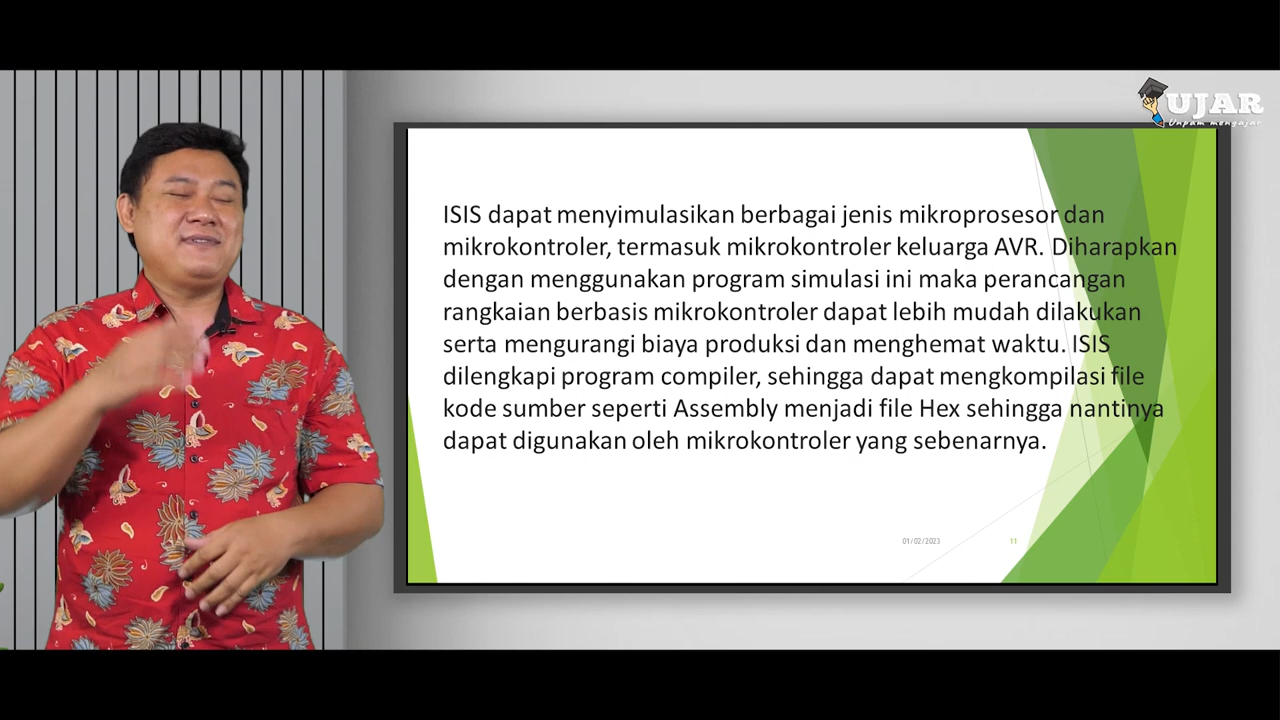 UJAR
Unpam mengajar
ISIS dapat menyimulasikan berbagai jenis mikroprosesor dan
mikrokontroler, termasuk mikrokontroler keluarga AVR. Diharapkan
dengan menggunakan program simulasi ini maka perancangan
rangkaian berbasis mikrokontroler dapat lebih mudah dilakukan
serta mengurangi biaya produksi dan menghemat waktu. ISIS
dilengkapi program compiler, sehingga dapat mengkompilasi file
kode sumber seperti Assembly menjadi file Hex sehingga nantinya
dapat digunakan oleh mikrokontroler yang sebenarnya.
01/02/2023
11